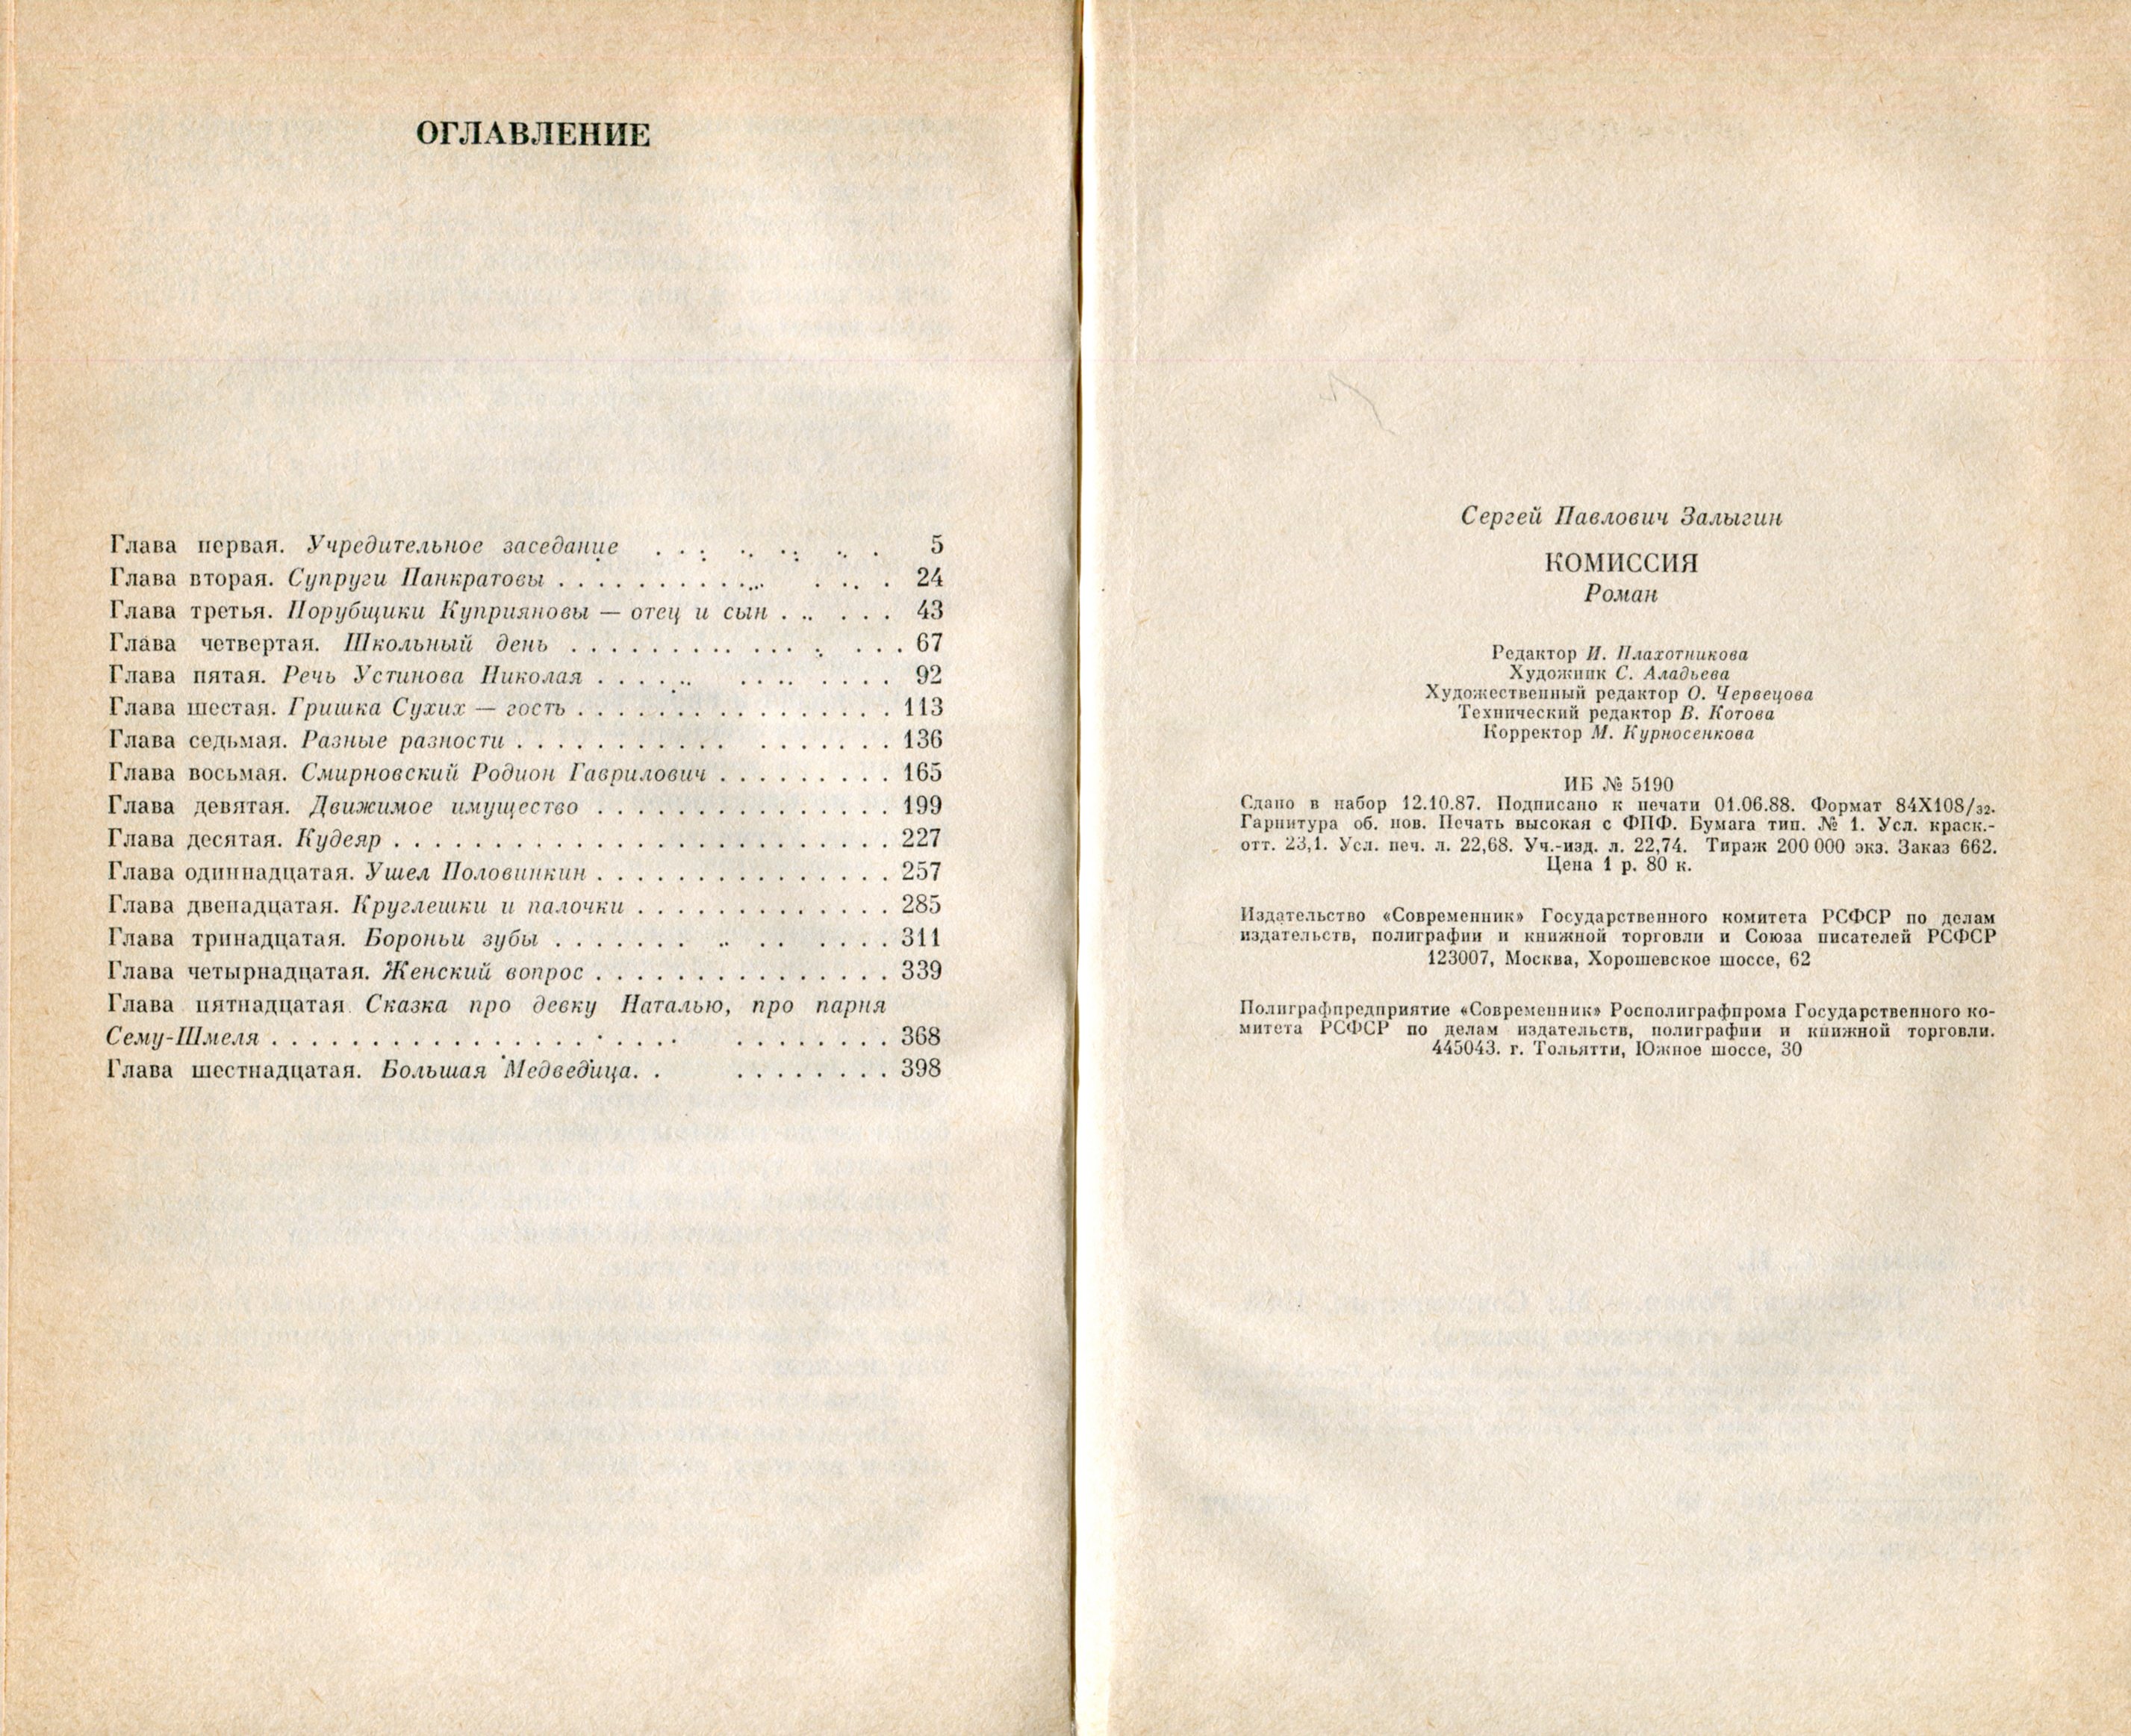 ОГЛАВЛЕНИЕ
Глава первая. Учредительное заседание . . . . . . . . . . 5
Глава вторая. Супруги Панкратовы . . . . . . . . . . . . . . . 24
Глава третья. Порубщики Куприяновы — отец и сын . . . . . . 43
Глава четвертая. Школьный день . . . . . . . . . . . . . . . 67
Глава пятая. Речь Устинова Николая . . . . . . . . . . . . . . 92
Глава шестая. Гришка Сухих — гость . . . . . . . . . . . . . . . . 113
Глава седьмая. Разные разности . . . . . . . . . . . . . . . . . . 136
Глава восьмая. Смирновский Родион Гаврилович . . . . . . . . . 165
Глава девятая. Движимое имущество . . . . . . . . . . . . . . . 199
Глава десятая. Кудеяр . . . . . . . . . . . . . . . . . . . . . . . . . 227
Глава одиннадцатая. Ушел Половинкин . . . . . . . . . . . . . . . 257
Глава двенадцатая. Круглешки и палочки . . . . . . . . . . . . . 285
Глава тринадцатая. Бороньи зубы . . . . . . . . . . . . . . . 311
Глава четырнадцатая. Женский вопрос . . . . . . . . . . . . . . . 339
Глава пятнадцатая. Сказка про девку Наталью, про парня
Сему-Шмеля . . . . . . . . . . . . . . . . . . . . . . . . . . . . 368
Глава шестнадцатая. Большая Медведица. . . . . . . . . . 398
Сергей Павлович Залыгин
КОМИССИЯ
Роман
Редактор И. Плахотникова
Художник С. Аладьева
Художественный редактор О. Червецова
Технический редактор В. Котова
Корректор М. Курносенкова
ИБ № 5190
Сдано в набор 12.10.87. Подписано к печати 01.06.88. Формат 84Х108/32.
Гарнитура об. нов. Печать высокая с ФПФ. Бумага тип. № 1. Усл. краск.-
отт. 23,1. Усл. печ. л. 22,68. Уч.-изд. л. 22,74. Тираж 200 000 экз. Заказ 662.
Цена 1 р. 80 к.
Издательство «Современник» Государственного комитета РСФСР по делам
издательств, полиграфии и книжной торговли и Союза писателей РСФСР
123007, Москва, Хорошевское шоссе, 62
Полиграфпредприятие «Современник» Росполиграфпрома Государственного ко-
митета РСФСР по делам издательств, полиграфии и книжной торговли.
445043. г. Тольятти, Южное шоссе, 30